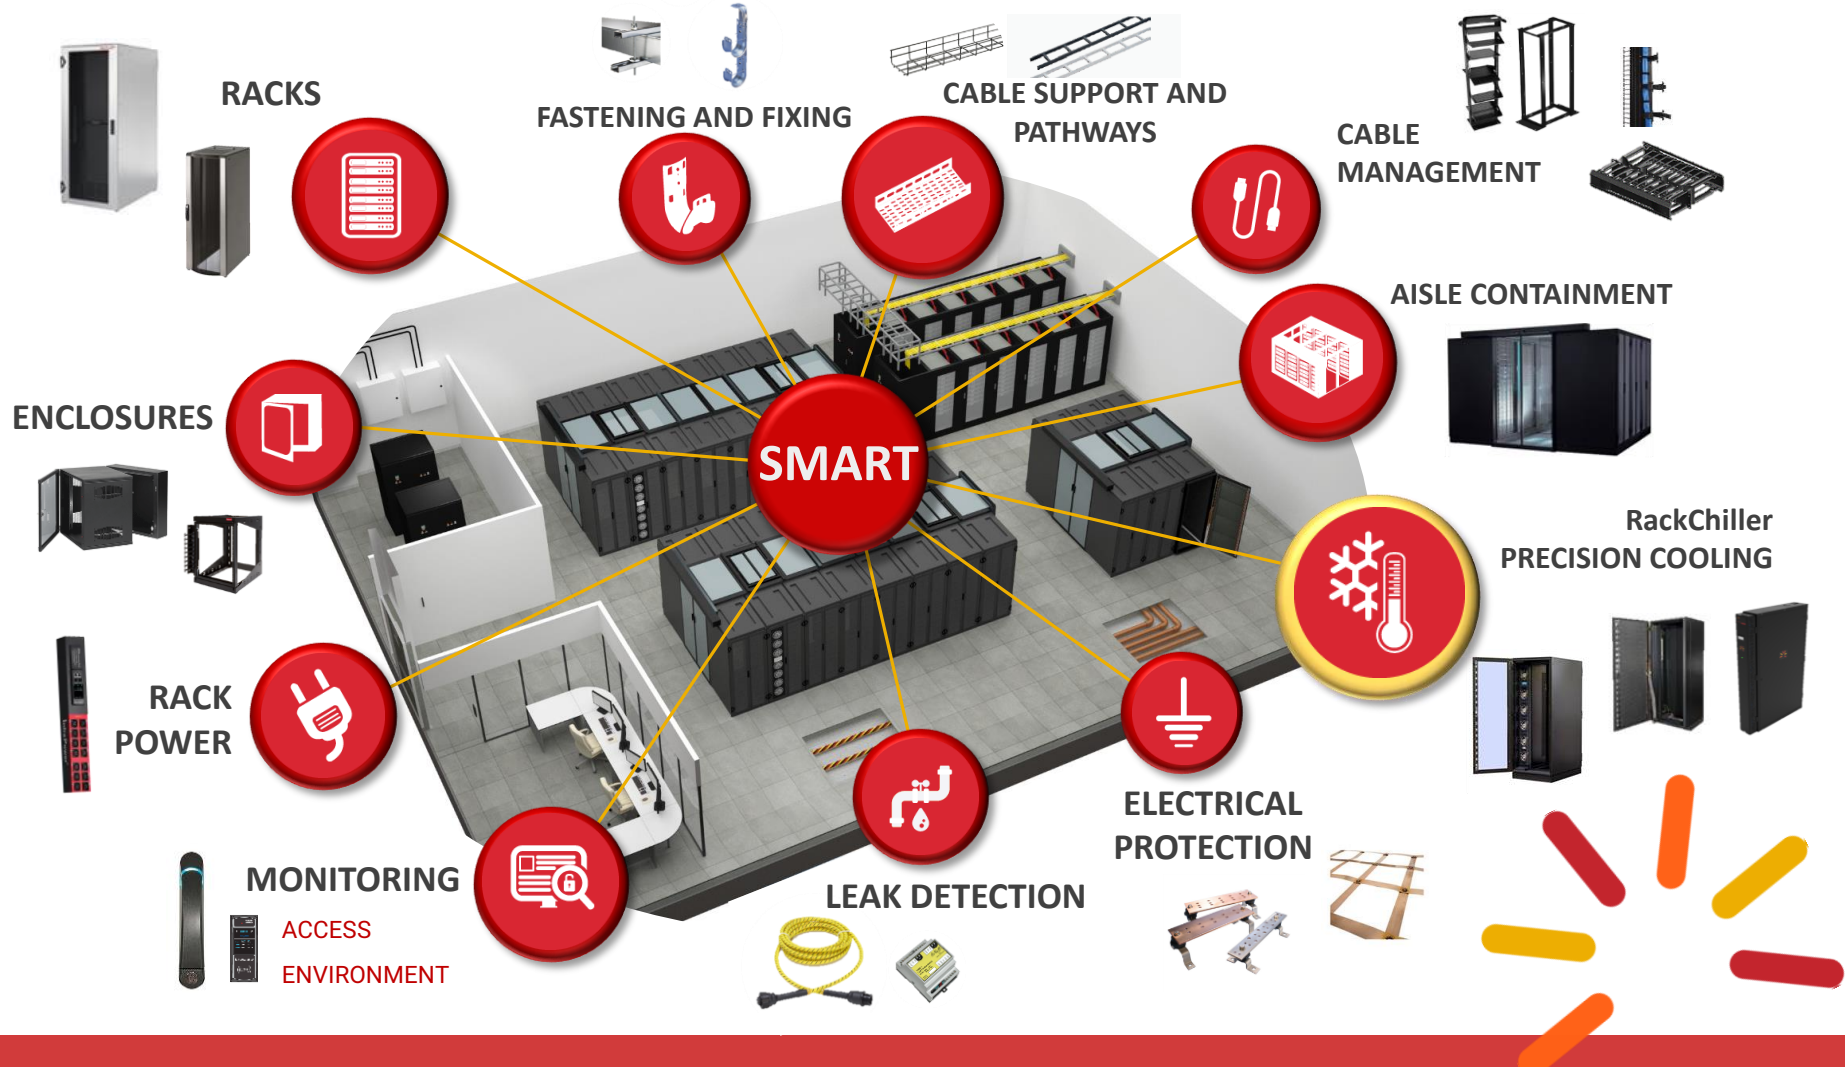 RACKS
FASTENING AND FIXING
CABLE SUPPORT AND
PATHWAYS
CABLE
MANAGEMENT
AISLE CONTAINMENT
ENCLOSURES
SMART
RackChiller
PRECISION COOLING
RACK
POWER
ELECTRICAL
PROTECTION
MONITORING
ACCESS
ENVIRONMENT
LEAK DETECTION